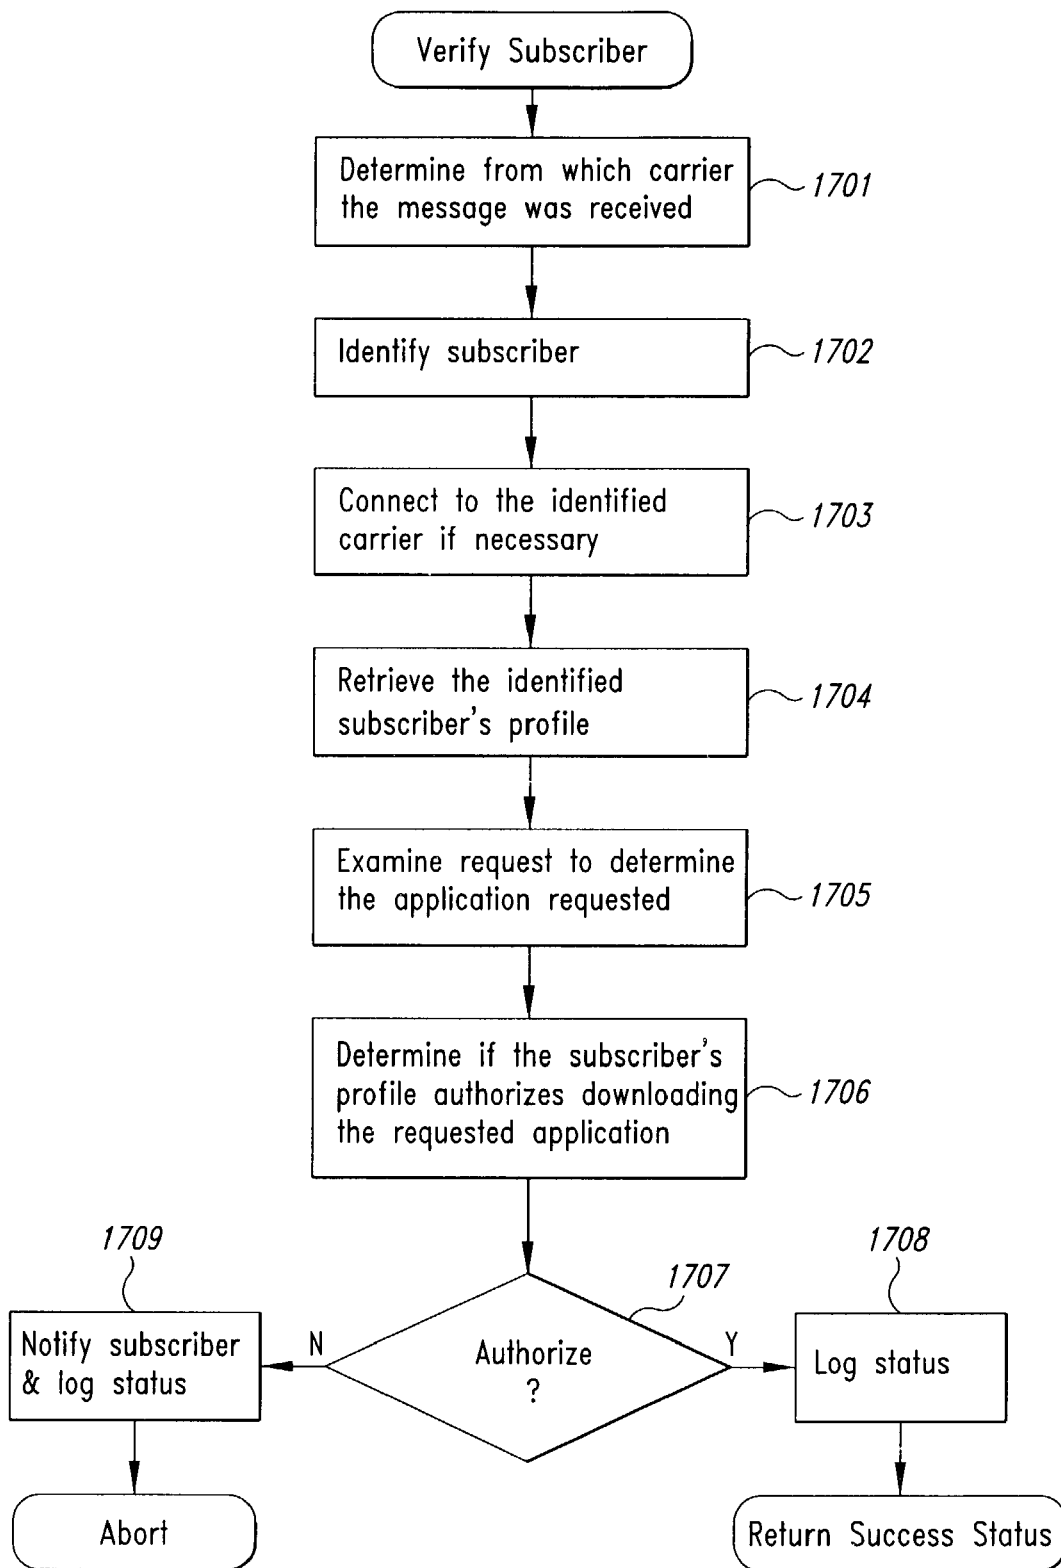 Verify Subscriber
Determine from which carrier
the message was received
1701
Identify subscriber
1702
Connect to the identified
carrier if necessary
1703
Retrieve the identified
subscriber's profile
1704
Examine request to determine
the application requested
1705
Determine if the subscriber's
profile authorizes downloading
the requested application
1706
1709
1708
1707
Notify subscriber
& log status
N
Authorize
?
Y
Log status
Abort
Return Success Status